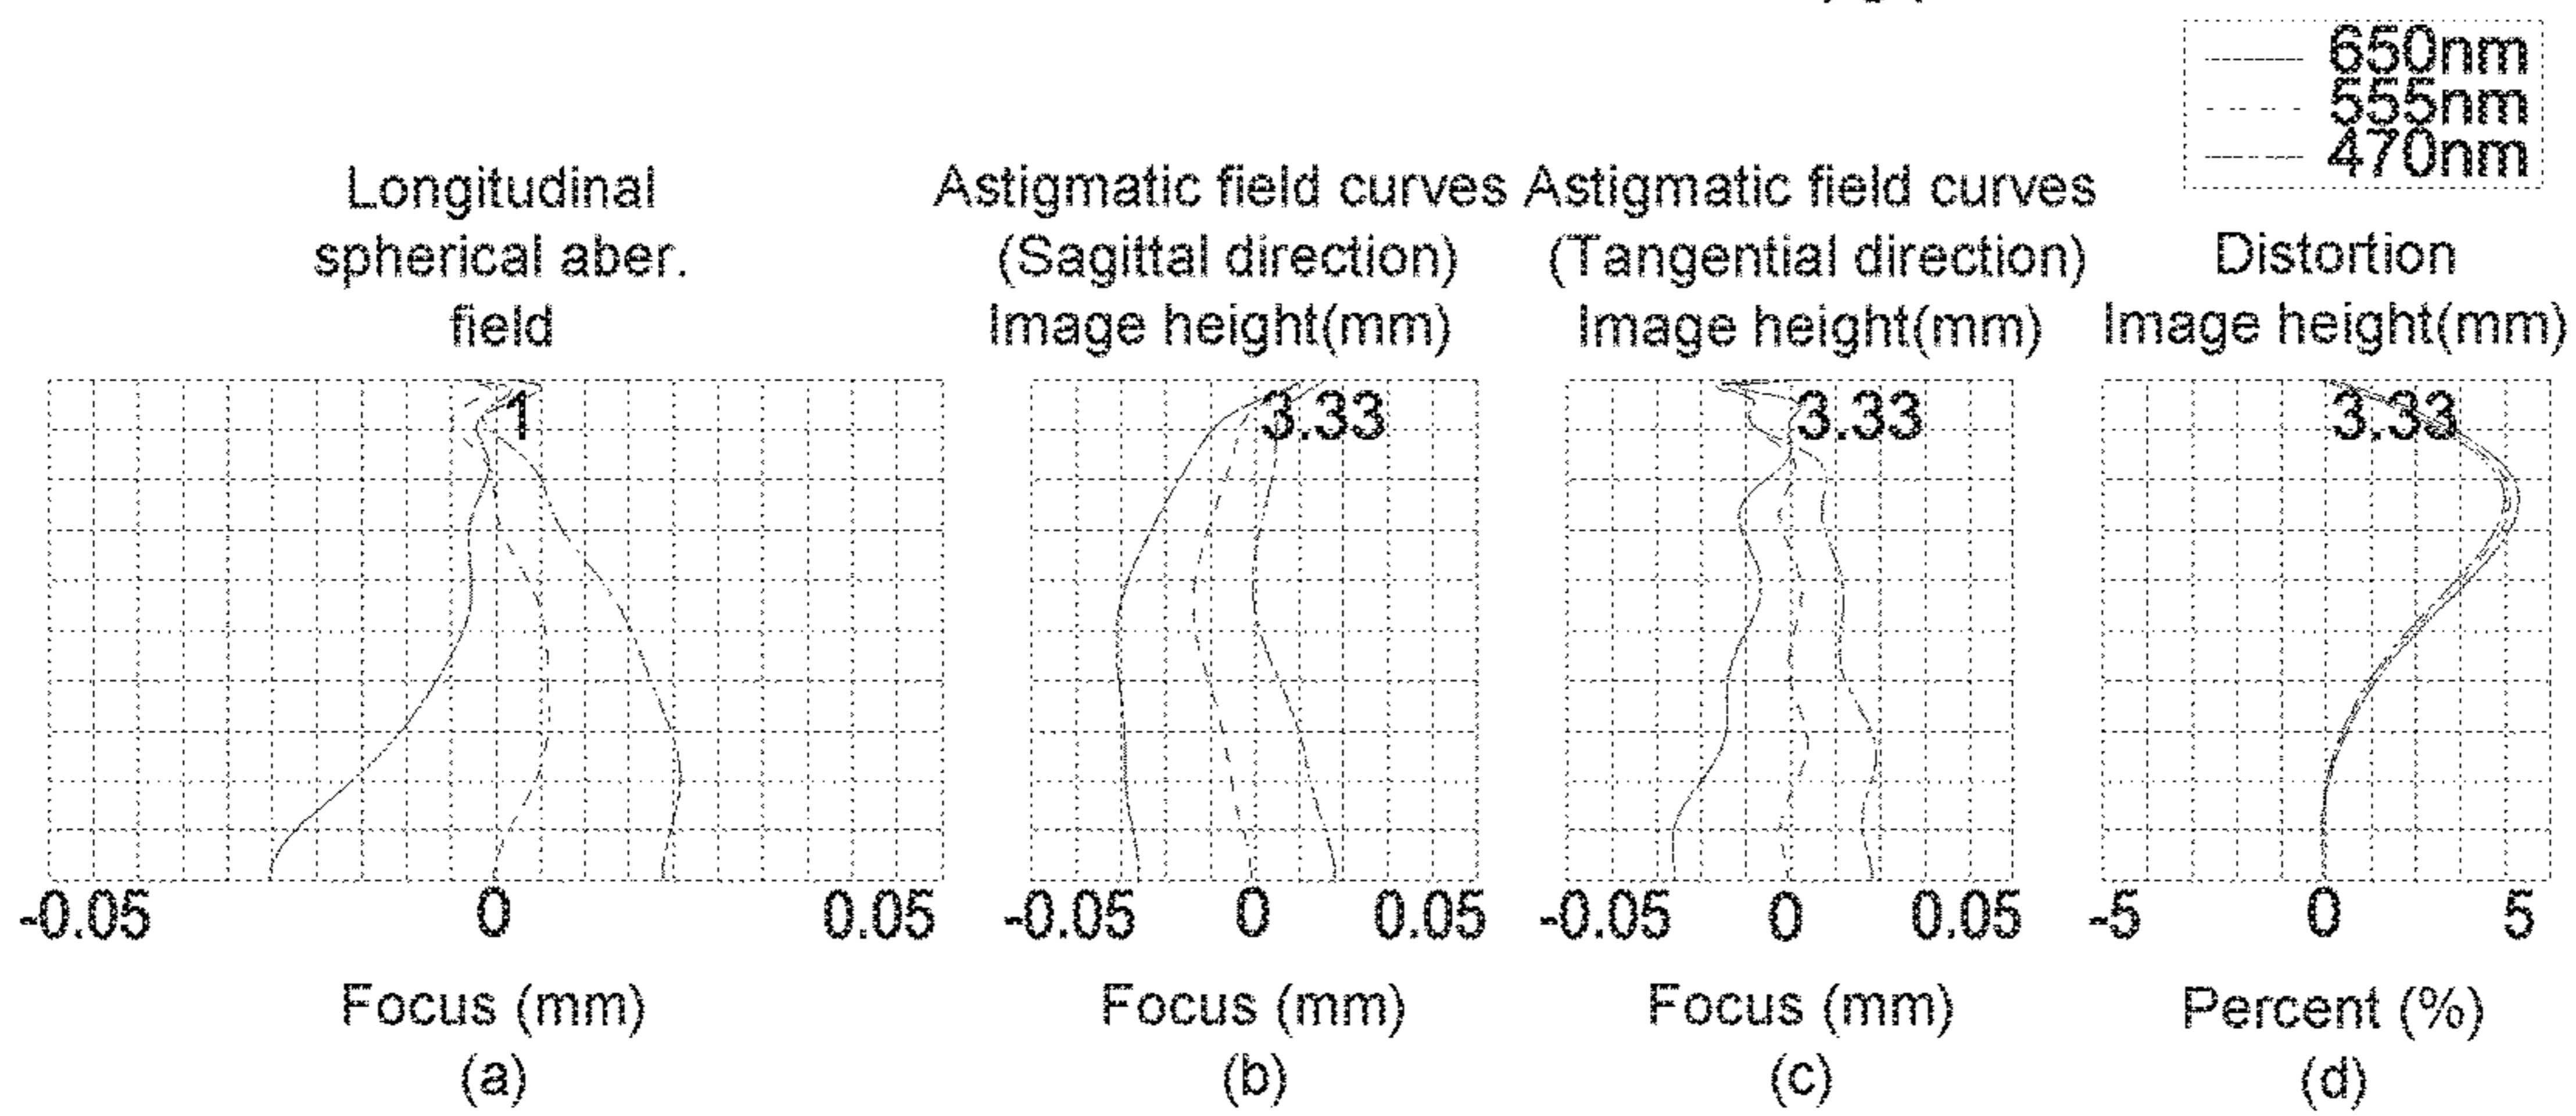 650nm
555nm
470nm
Longitudinal
spherical aber.
field
Astigmatic field curves
(Sagittal direction)
Image height(mm)
Astigmatic field curves
(Tangential direction)
Image height(mm)
Distortion
Image height(mm)
1
3.33
3.33
3.33
-0.05 0 0.05
-0.05 0 0.05
-0.05 0 0.05
-5 0 5
Focus (mm)
Focus (mm)
Focus (mm)
Percent (%)
(a)
(b)
(c)
(d)